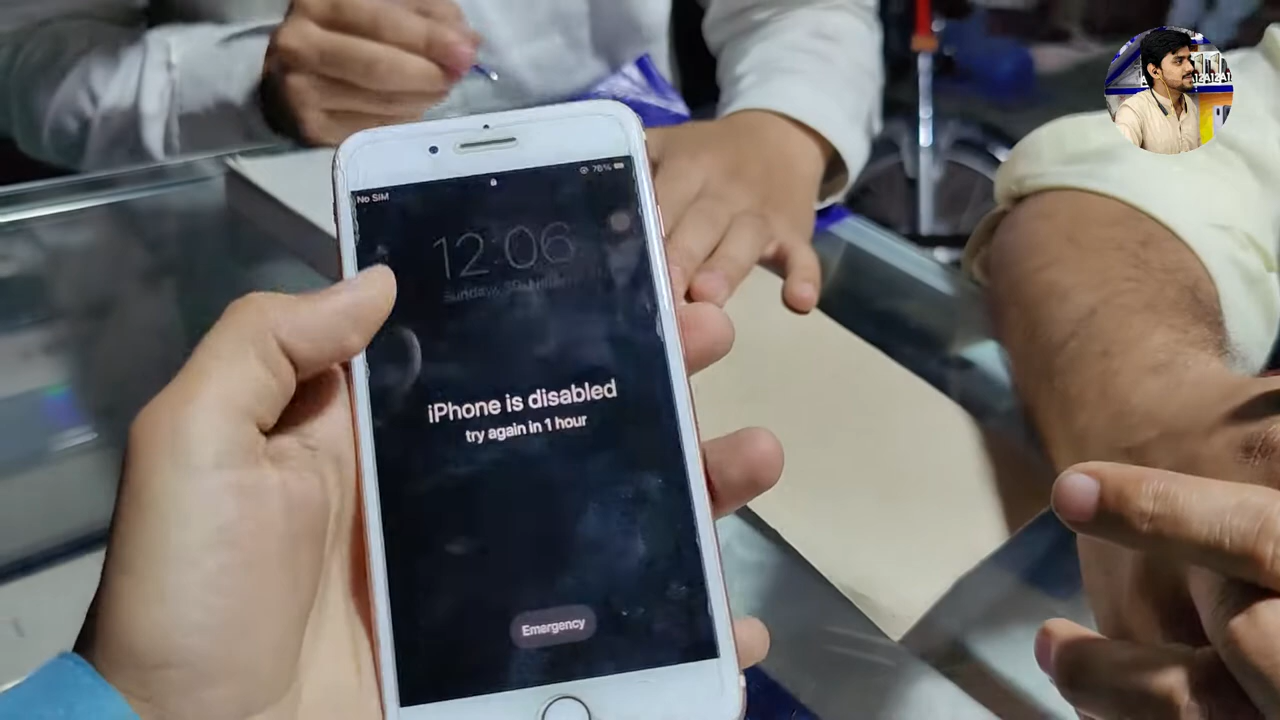 No SIM
76%
12:06
iPhone is disabled
try again in 1 hour
Emergency